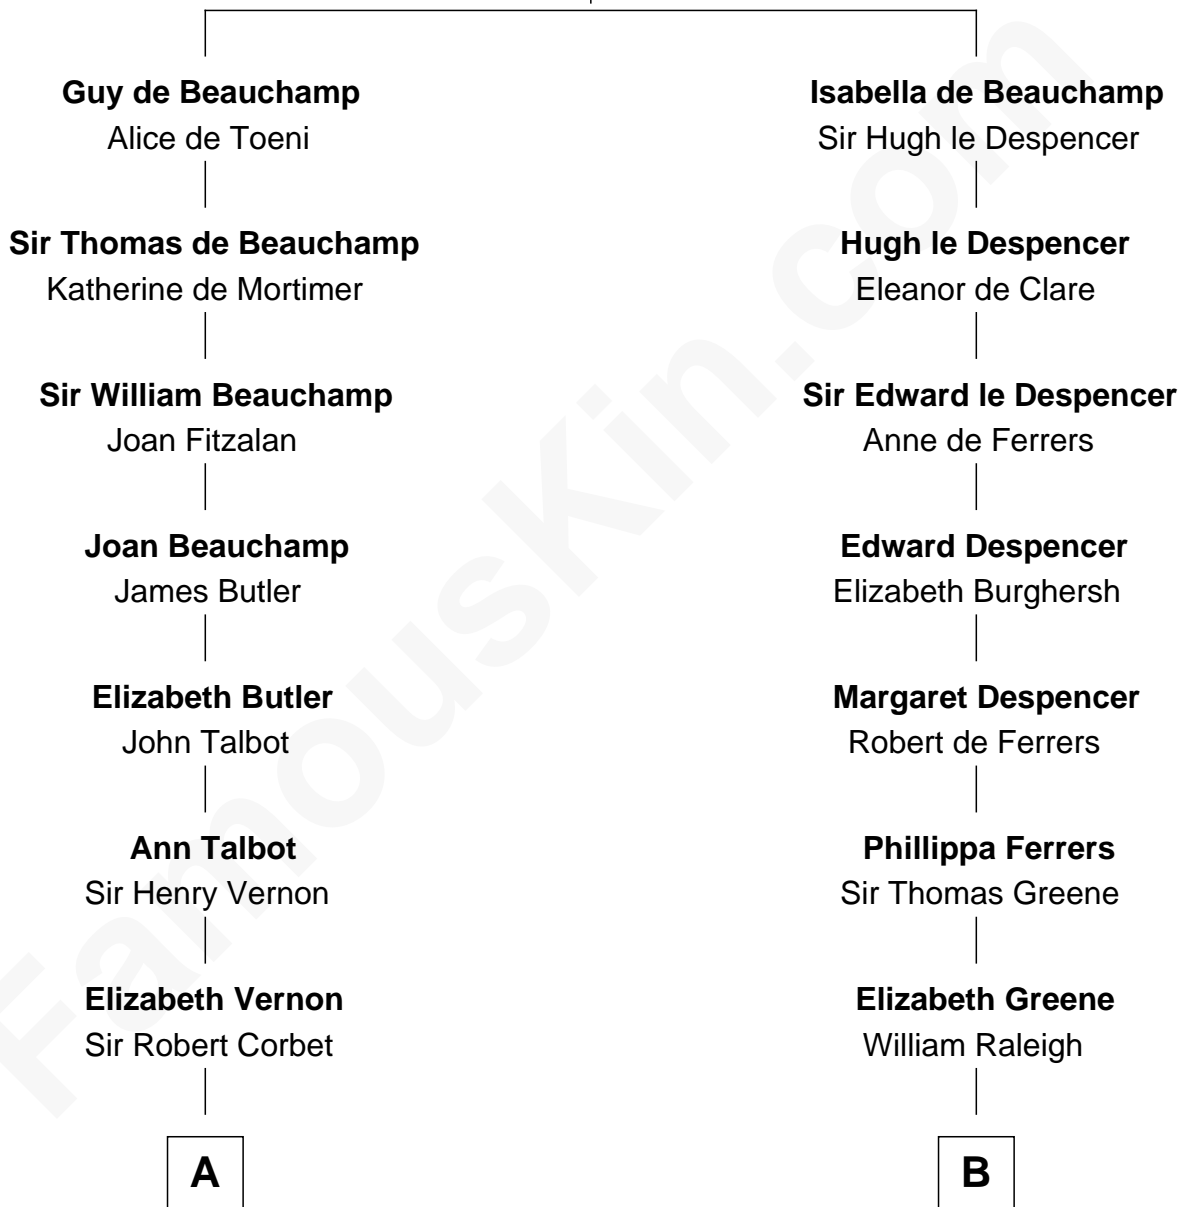 Guy de Beauchamp
Alice de Toeni
Sir Thomas de Beauchamp
Katherine de Mortimer
Sir William Beauchamp
Joan Fitzalan
Joan Beauchamp
James Butler
Elizabeth Butler
John Talbot
Ann Talbot
Sir Henry Vernon
Elizabeth Vernon
Sir Robert Corbet
A
Isabella de Beauchamp
Sir Hugh le Despencer
Hugh le Despencer
Eleanor de Clare
Sir Edward le Despencer
Anne de Ferrers
Edward Despencer
Elizabeth Burghersh
Margaret Despencer
Robert de Ferrers
Phillippa Ferrers
Sir Thomas Greene
Elizabeth Greene
William Raleigh
B
FamousKin.com